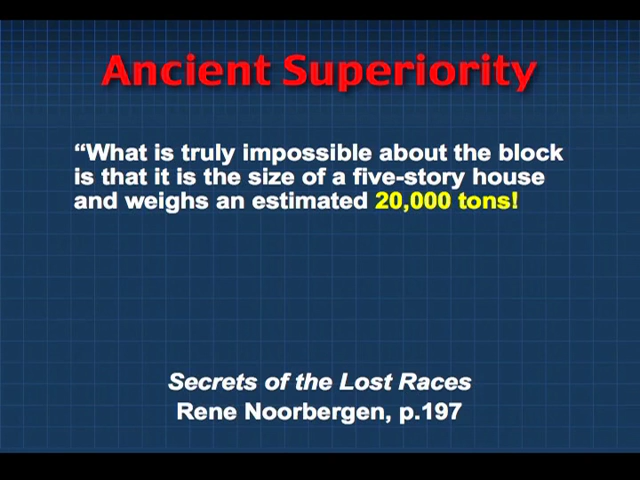 Ancient Superiority
“What is truly impossible about the block
is that it is the size of a five-story house
and weighs an estimated 20,000 tons!
Secrets of the Lost Races
Rene Noorbergen, p.197